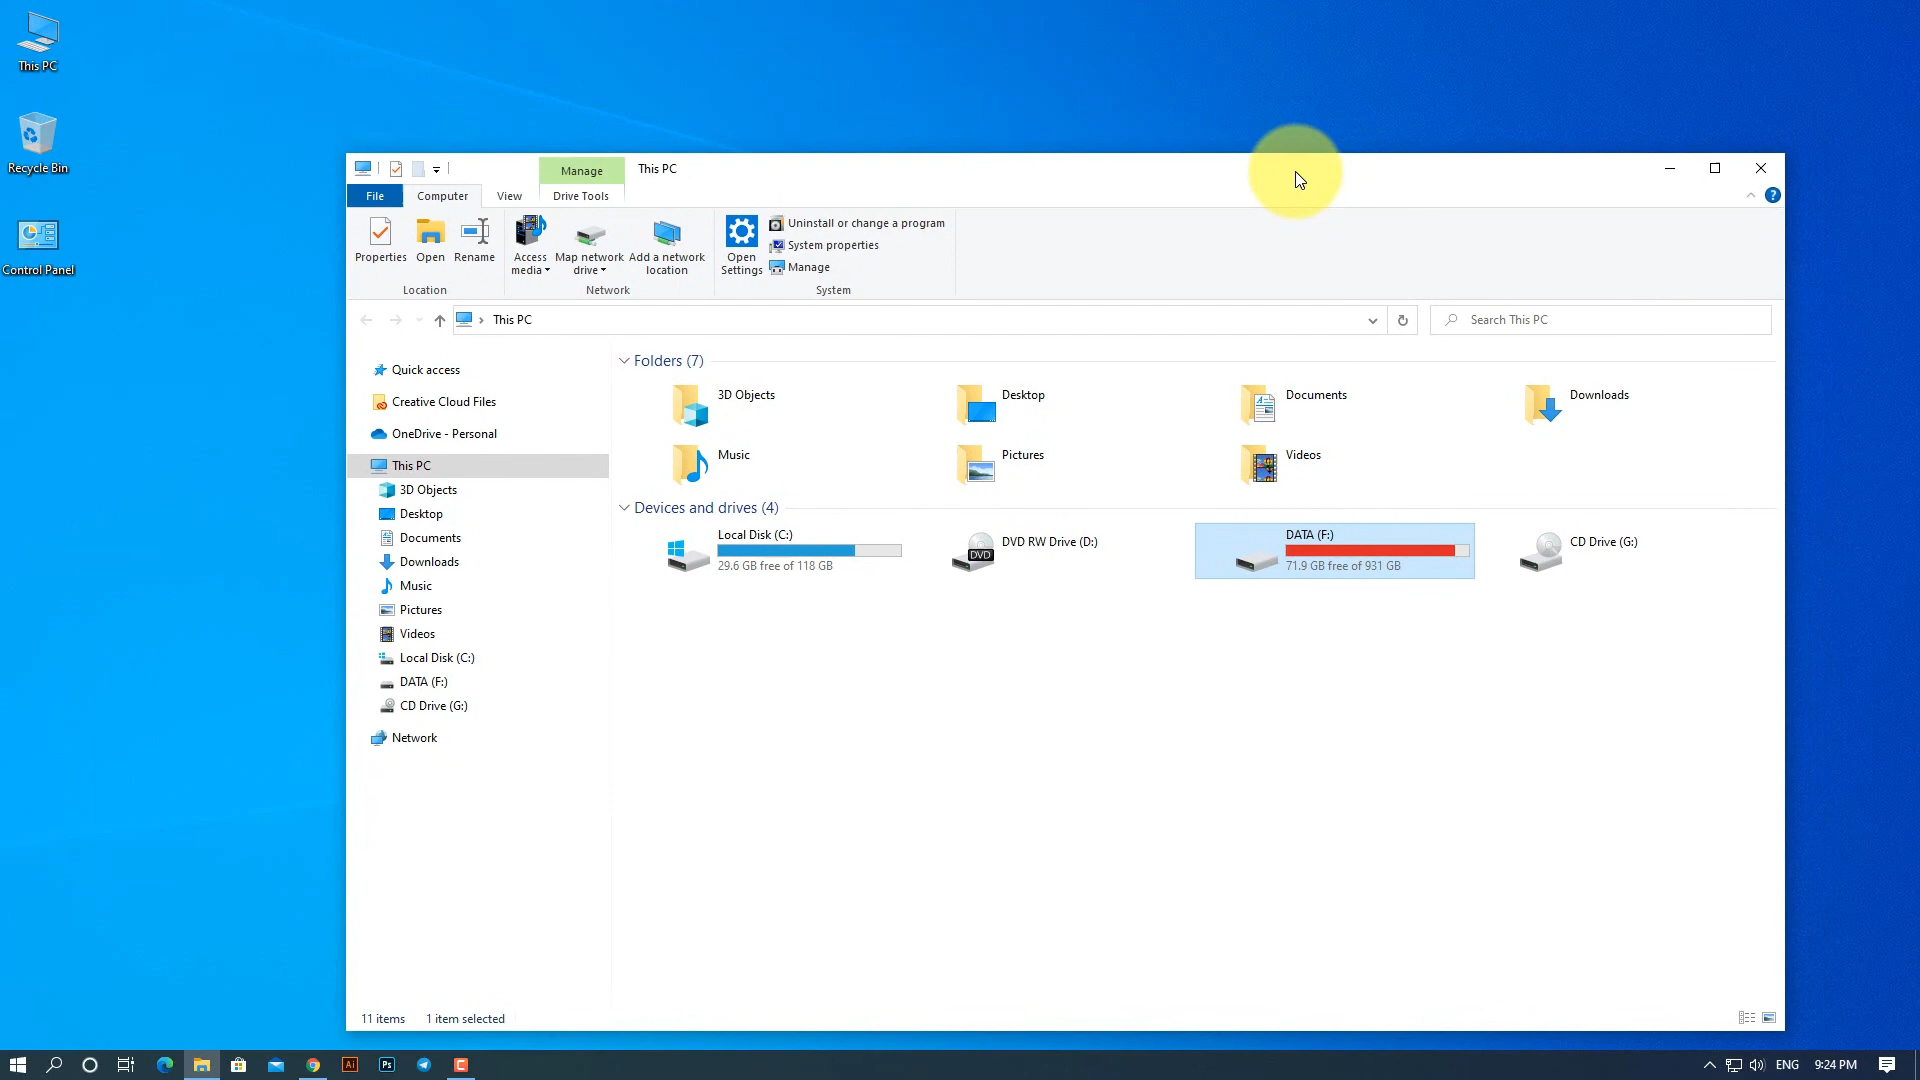 This PC
Recycle Bin
Control Panel
Manage
This PC
File
Computer
View
Drive Tools
Properties
Open
Rename
Access
media
Map network
drive
Add a network
location
Open
Settings
Uninstall or change a program
System properties
Manage
Location
Network
System
This PC
Search This PC
Quick access
Creative Cloud Files
OneDrive - Personal
This PC
3D Objects
Desktop
Documents
Downloads
Music
Pictures
Videos
Local Disk (C:)
DATA (F:)
CD Drive (G:)
Network
Folders (7)
3D Objects
Desktop
Documents
Downloads
Music
Pictures
Videos
Devices and drives (4)
Local Disk (C:)
29.6 GB free of 118 GB
DVD
DVD RW Drive (D:)
DATA (F:)
71.9 GB free of 931 GB
CD Drive (G:)
11 items
1 item selected
Ai
Ps
C
ENG
9:24 PM